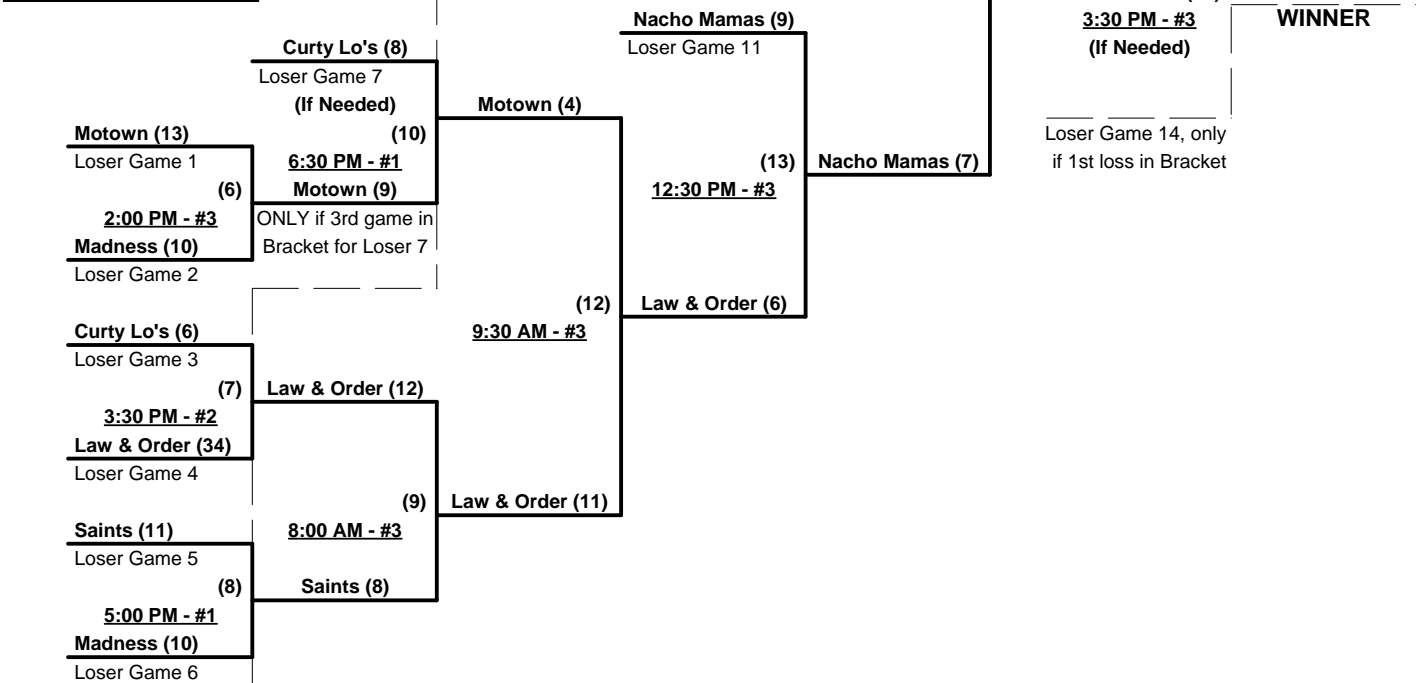 Nacho Mamas (9)
3:30 PM - #3
WINNER
Curty Lo's (8)
Loser Game 11
(If Needed)
Loser Game 7
(If Needed)
Motown (4)
Motown (13)
(10)
Loser Game 14, only
Loser Game 1
6:30 PM - #1
(13)
Nacho Mamas (7)
if 1st loss in Bracket
(6)
Motown (9)
12:30 PM - #3
2:00 PM - #3
ONLY if 3rd game in
Madness (10)
Bracket for Loser 7
Loser Game 2
(12)
Law & Order (6)
Curty Lo's (6)
9:30 AM - #3
Loser Game 3
(7)
Law & Order (12)
3:30 PM - #2
Law & Order (34)
Loser Game 4
(9)
Law & Order (11)
Saints (11)
8:00 AM - #3
Loser Game 5
(8)
Saints (8)
5:00 PM - #1
Madness (10)
Loser Game 6